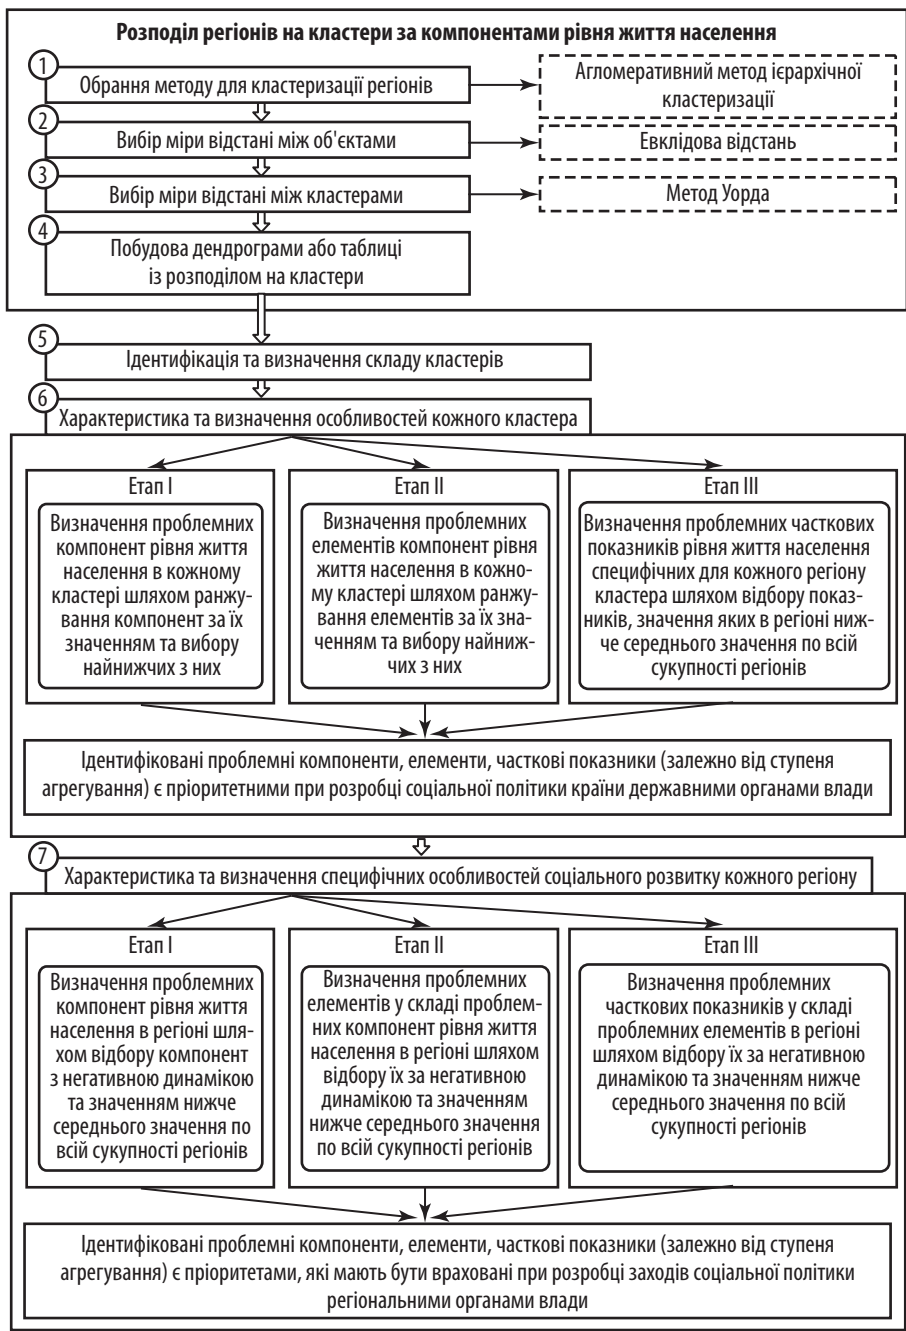 Розподіл регіонів на кластери за компонентами рівня життя населення
1
Обрання методу для кластеризації регіонів
Агломеративний метод ієрархічної
кластеризації
2
Вибір міри відстані між об'єктами
Евклідова відстань
3
Вибір міри відстані між кластерами
Метод Уорда
4
Побудова дендрограми або таблиці
із розподілом на кластери
5
Ідентифікація та визначення складу кластерів
6
Характеристика та визначення особливостей кожного кластера
Етап I
Визначення проблемних
компонент рівня життя
населення в кожному
кластері шляхом ранжу-
вання компонент за їх
значенням та вибору
найнижчих з них
Етап II
Визначення проблемних
елементів компонент рівня
життя населення в кожно-
му кластері шляхом ранжу-
вання елементів за їх зна-
ченням та вибору найниж-
чих з них
Етап III
Визначення проблемних часткових
показників рівня життя населення
специфічних для кожного регіону
кластера шляхом відбору показ-
ників, значення яких в регіоні ниж-
че середнього значення по всій
сукупності регіонів
Ідентифіковані проблемні компоненти, елементи, часткові показники (залежно від ступеня
агрегування) є пріоритетними при розробці соціальної політики країни державними органами влади
7
Характеристика та визначення специфічних особливостей соціального розвитку кожного регіону
Етап I
Визначення проблемних
компонент рівня життя
населення в регіоні шля-
хом відбору компонент
з негативною динамікою
та значенням нижче
середнього значення по
всій сукупності регіонів
Етап II
Визначення проблемних
елементів у складі проблем-
них компонент рівня життя
населення в регіоні шляхом
відбору їх за негативною
динамікою та значенням
нижче середнього значення
по всій сукупності регіонів
Етап III
Визначення проблемних
часткових показників у складі
проблемних елементів в регіоні
шляхом відбору їх за негативною
динамікою та значенням нижче
середнього значення по всій
сукупності регіонів
Ідентифіковані проблемні компоненти, елементи, часткові показники (залежно від ступеня
агрегування) є пріоритетами, які мають бути враховані при розробці заходів соціальної політики
регіональними органами влади